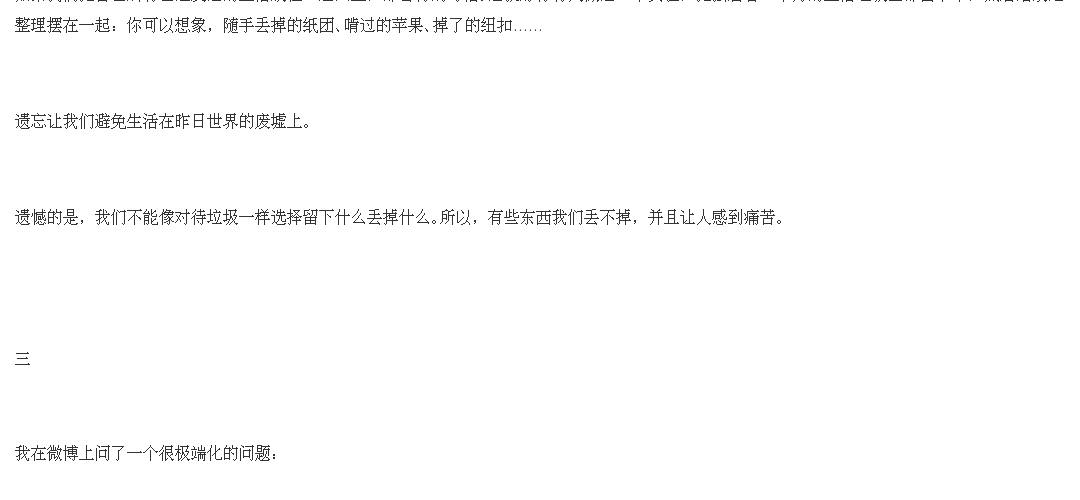 整理摆在一起：你可以想象，随手丢掉的纸团、啃过的苹果、掉了的纽扣……
遗忘让我们避免生活在昨日世界的废墟上。
遗憾的是，我们不能像对待垃圾一样选择留下什么丢掉什么。所以，有些东西我们丢不掉，并且让人感到痛苦。
三
我在微博上问了一个很极端化的问题：